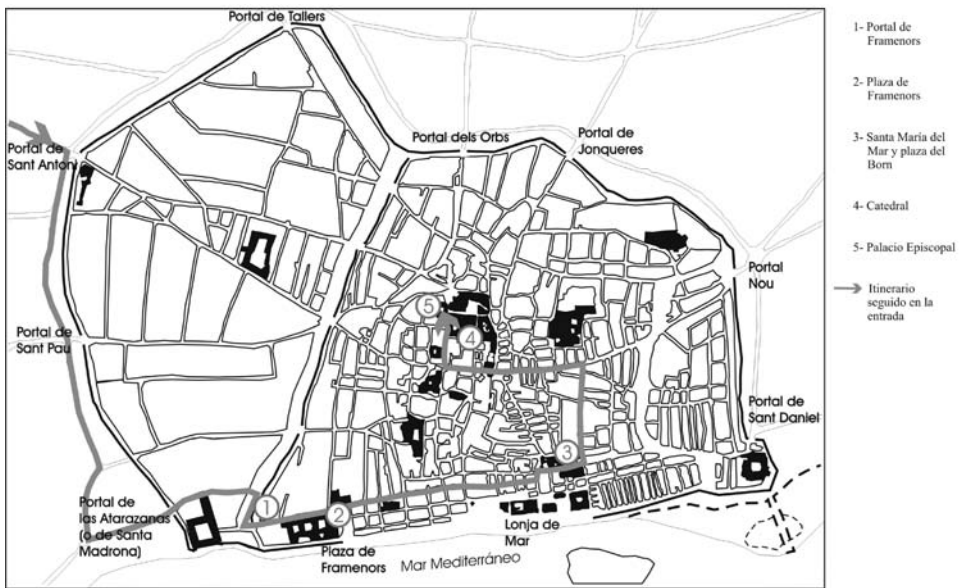 Portal de Tallers
Portal dels Orbs
Portal de
Jonqueres
Portal de
Sant Antoni
Portal
Nou
Portal de
Sant Pau
Portal de
Sant Daniel
Portal de
las Atarazanas
(o de Santa
Madrona)
Plaza de
Framenors
Lonja de
Mar
Mar Mediterráneo
1
2
3
4
5
1- Portal de
Framenors
2- Plaza de
Framenors
3- Santa María del
Mar y plaza del
Born
4- Catedral
5- Palacio Episcopal
Itinerario
seguido en la
entrada